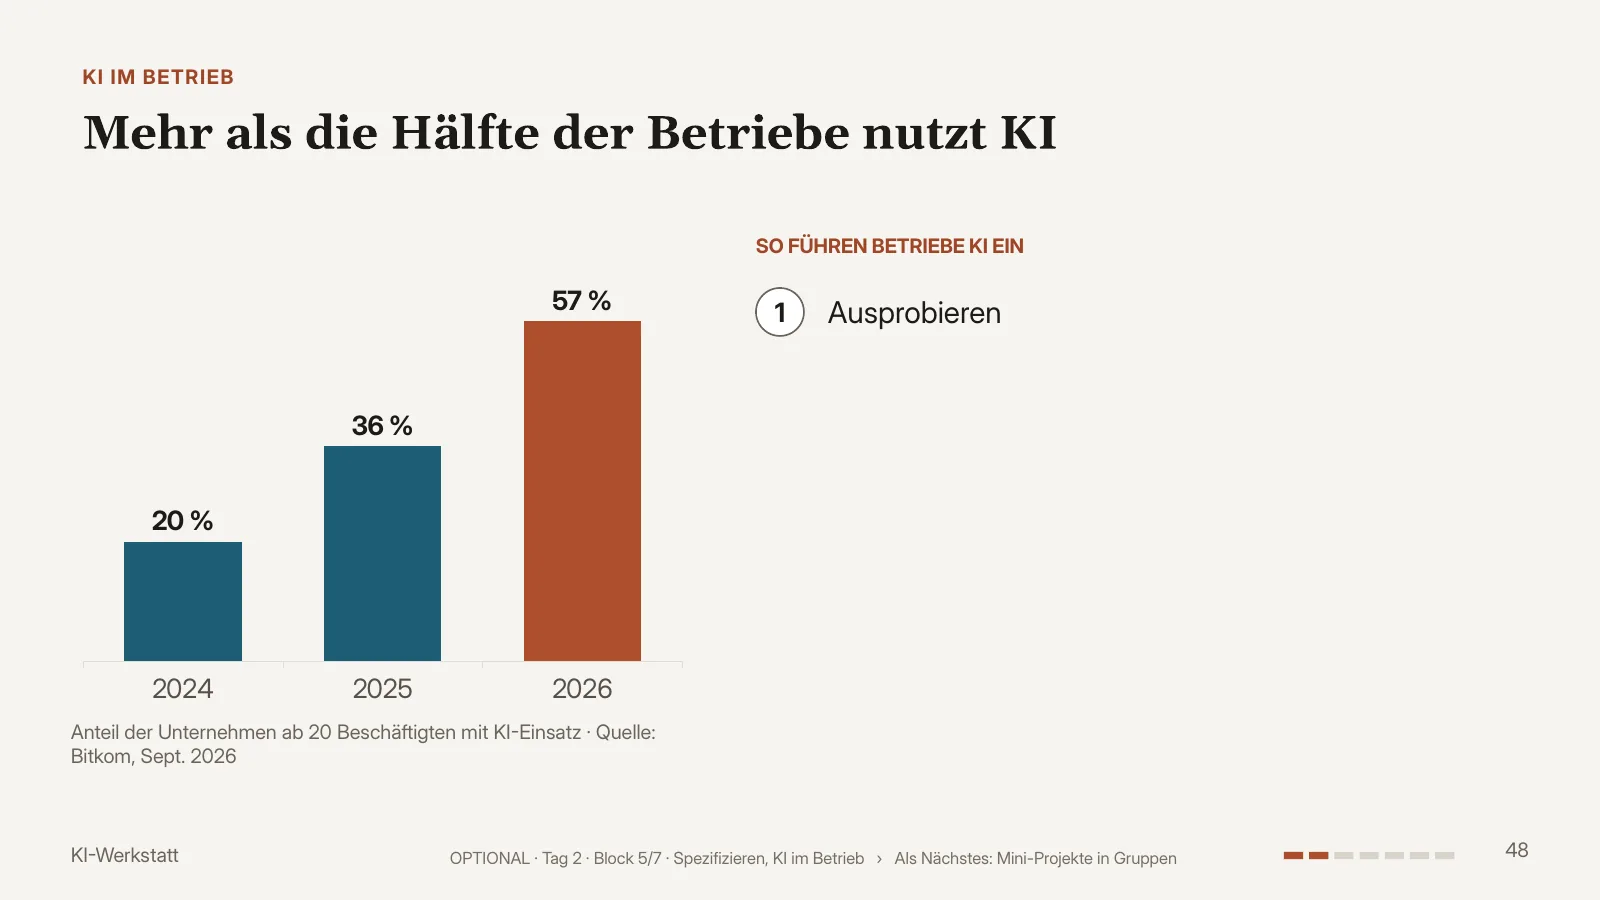 KI IM BETRIEB
Mehr als die Hälfte der Betriebe nutzt KI
57 %
36 %
20 %
2024
2025
2026
Anteil der Unternehmen ab 20 Beschäftigten mit KI-Einsatz · Quelle:
Bitkom, Sept. 2026
SO FÜHREN BETRIEBE KI EIN
1 Ausprobieren
KI-Werkstatt
OPTIONAL · Tag 2 · Block 5/7 · Spezifizieren, KI im Betrieb › Als Nächstes: Mini-Projekte in Gruppen
48